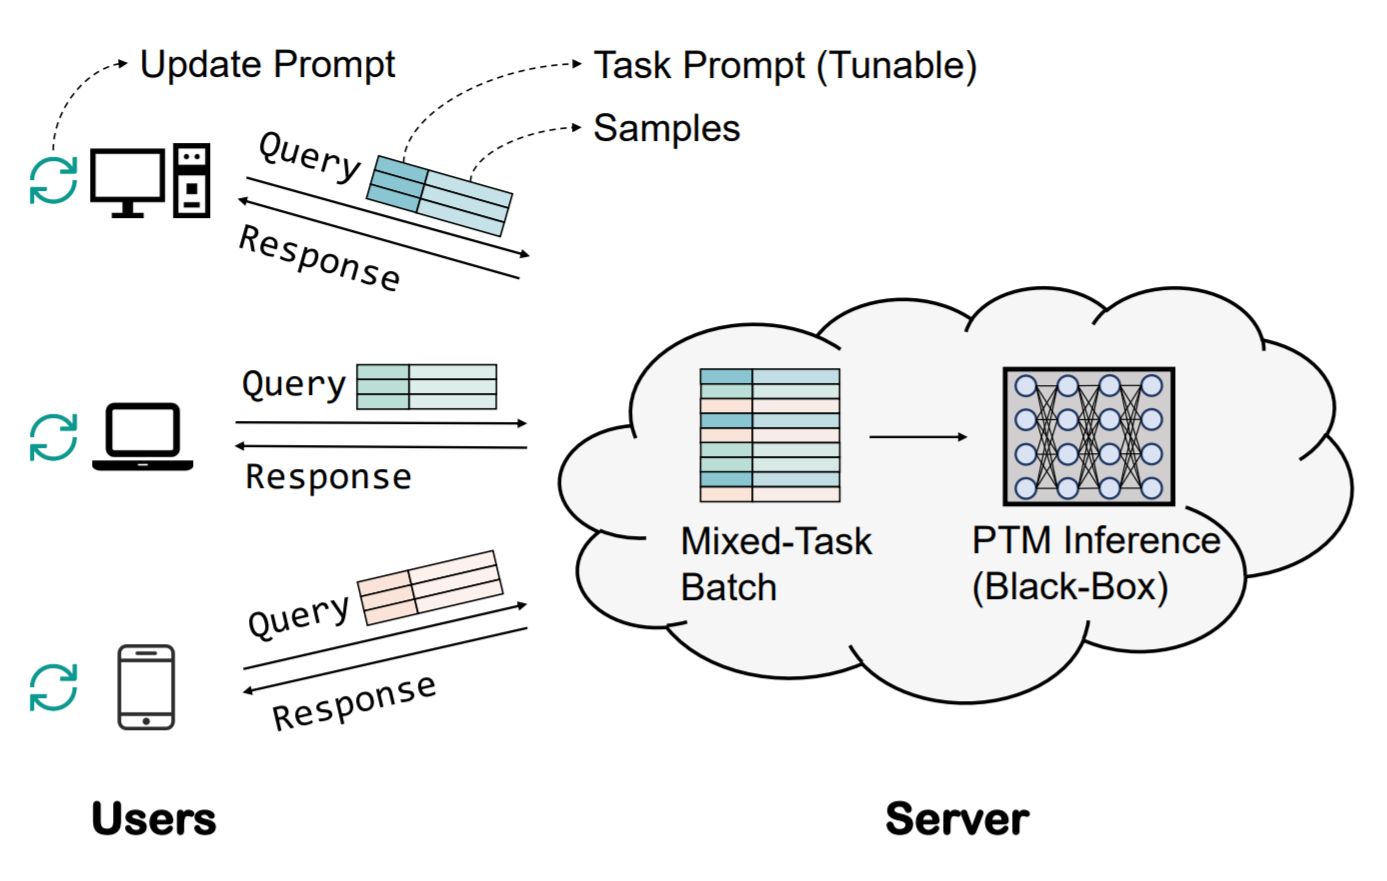 Update Prompt
Task Prompt (Tunable)
Samples
Query
Response
Query
Response
Query
Response
Mixed-Task
Batch
PTM Inference
(Black-Box)
Users
Server